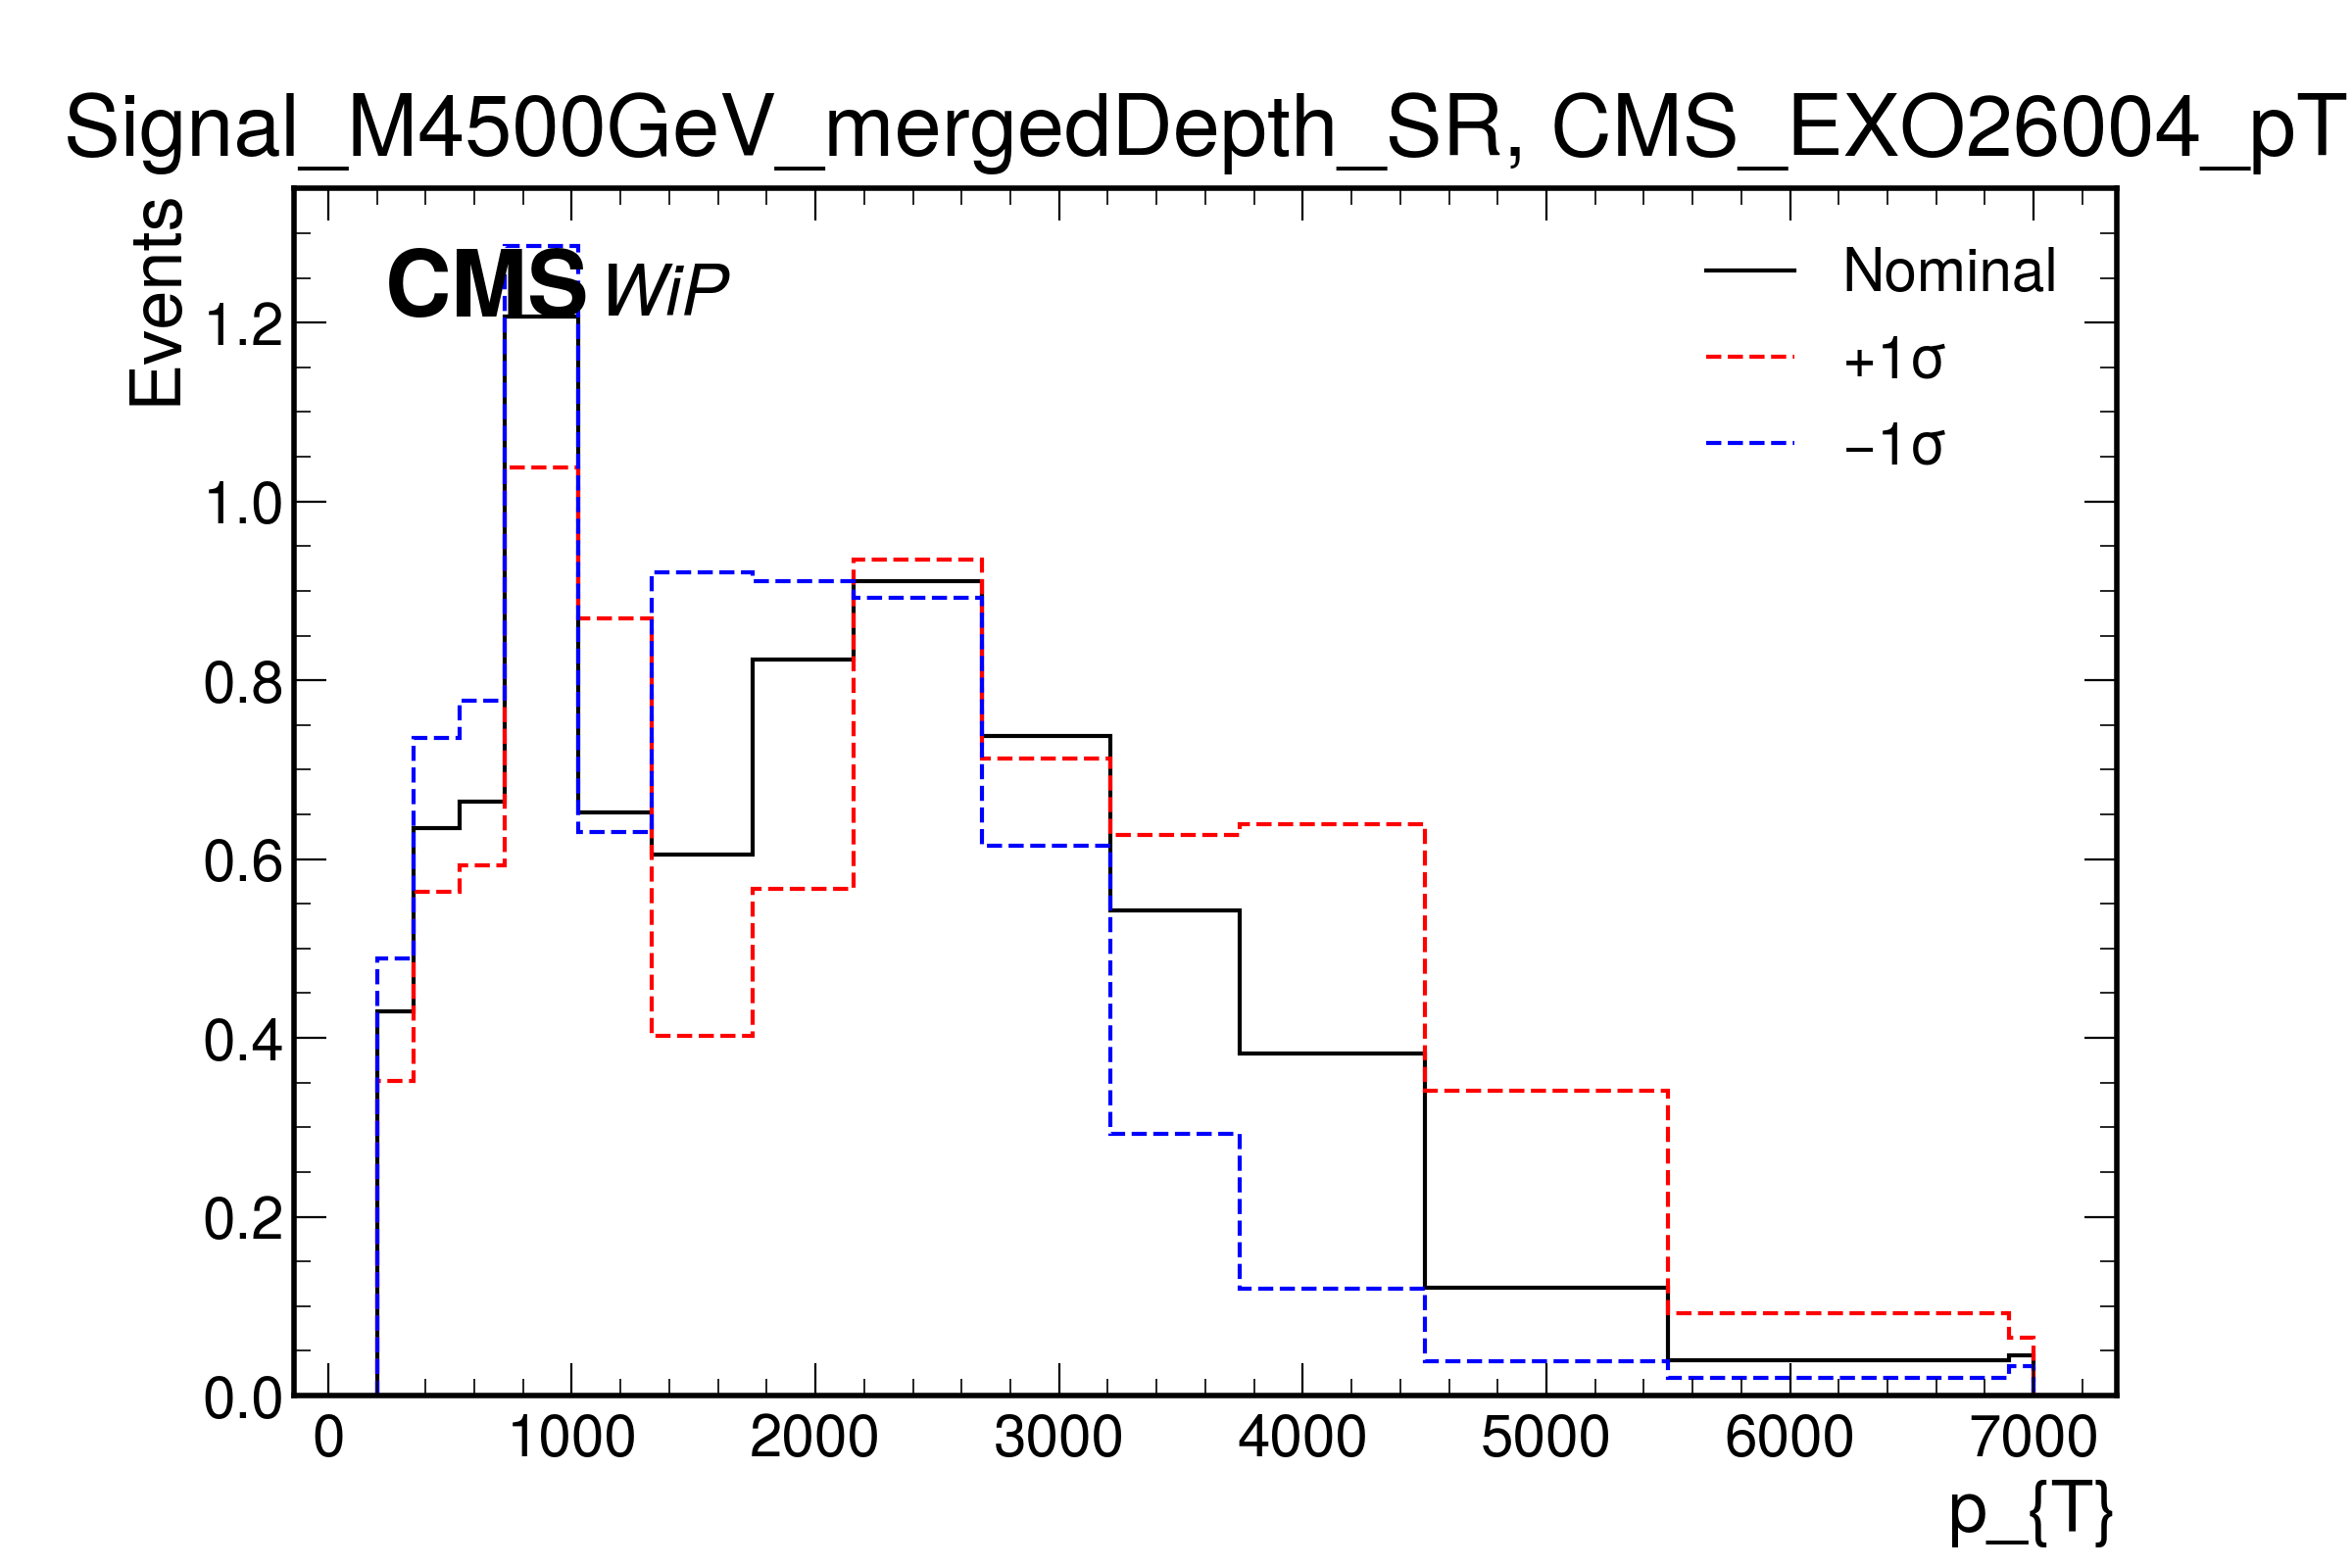 Signal_M4500GeV_mergedDepth_SR, CMS_EXO26004_pT
Events
CMS WiP
Nominal
+1σ
−1σ
1.2
1.0
0.8
0.6
0.4
0.2
0.0
0 1000 2000 3000 4000 5000 6000 7000
p_{T}